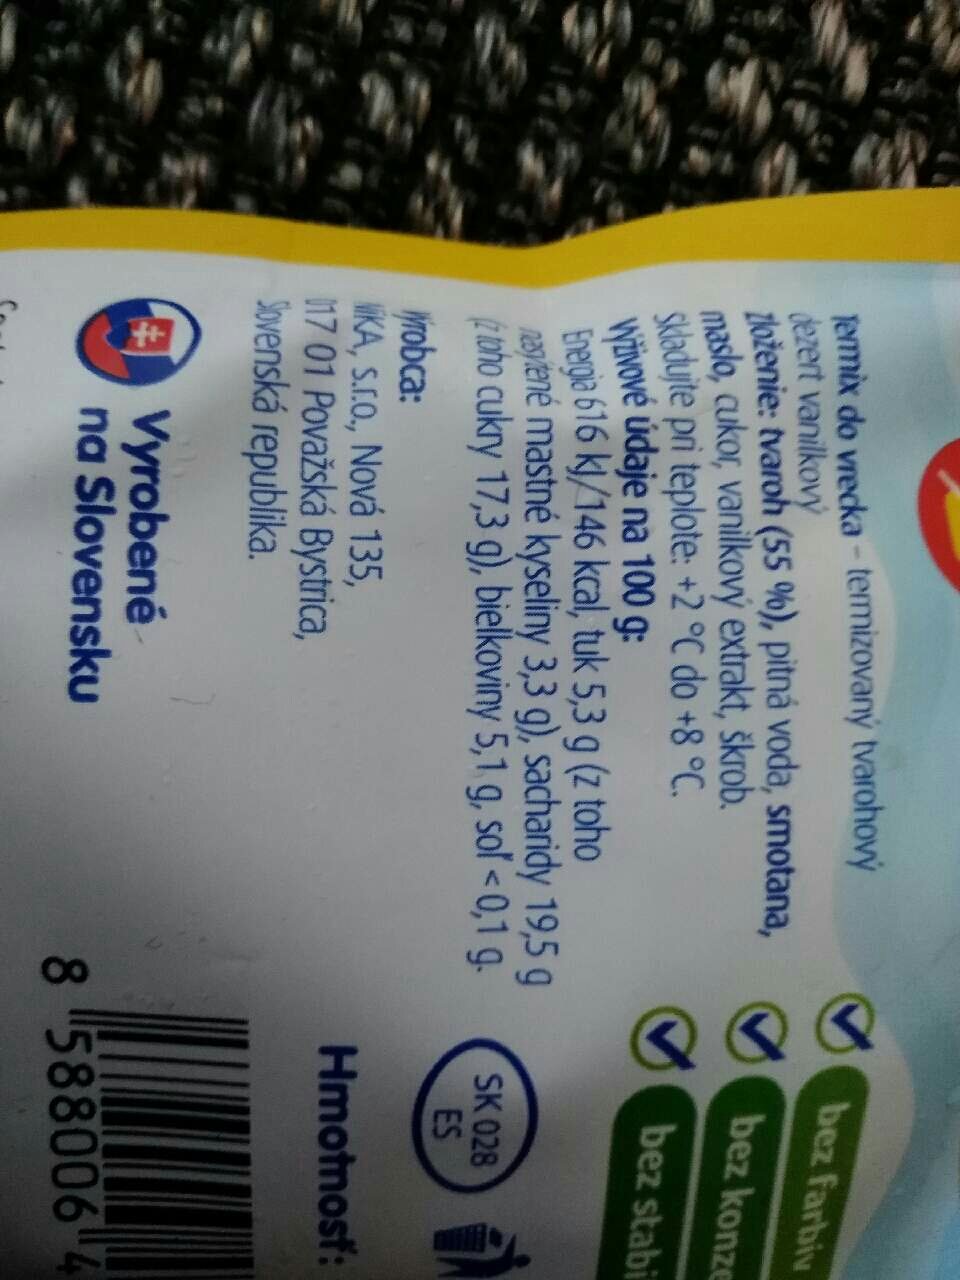 Termix do vrecka - termizovaný tvarohový
dezert vanilkový
zloženie: tvaroh (55 %), pitná voda, smotana,
maslo, cukor, vanilkový extrakt, škrob.
Skladujte pri teplote: +2 °C do +8 °C.
Výživové údaje na 100 g:
Energia 616 kJ/146 kcal, tuk 5,3 g (z toho
nasýtené mastné kyseliny 3,3 g), sacharidy 19,5 g
(z toho cukry 17,3 g), bielkoviny 5,1 g, soľ < 0,1 g.
Výrobca:
NIKA, s.r.o., Nová 135,
017 01 Považská Bystrica,
Slovenská republika.
Vyrobené
na Slovensku
bez farbív
bez konze
bez stabi
SK 028
ES
Hmotnosť:
8 588006 4